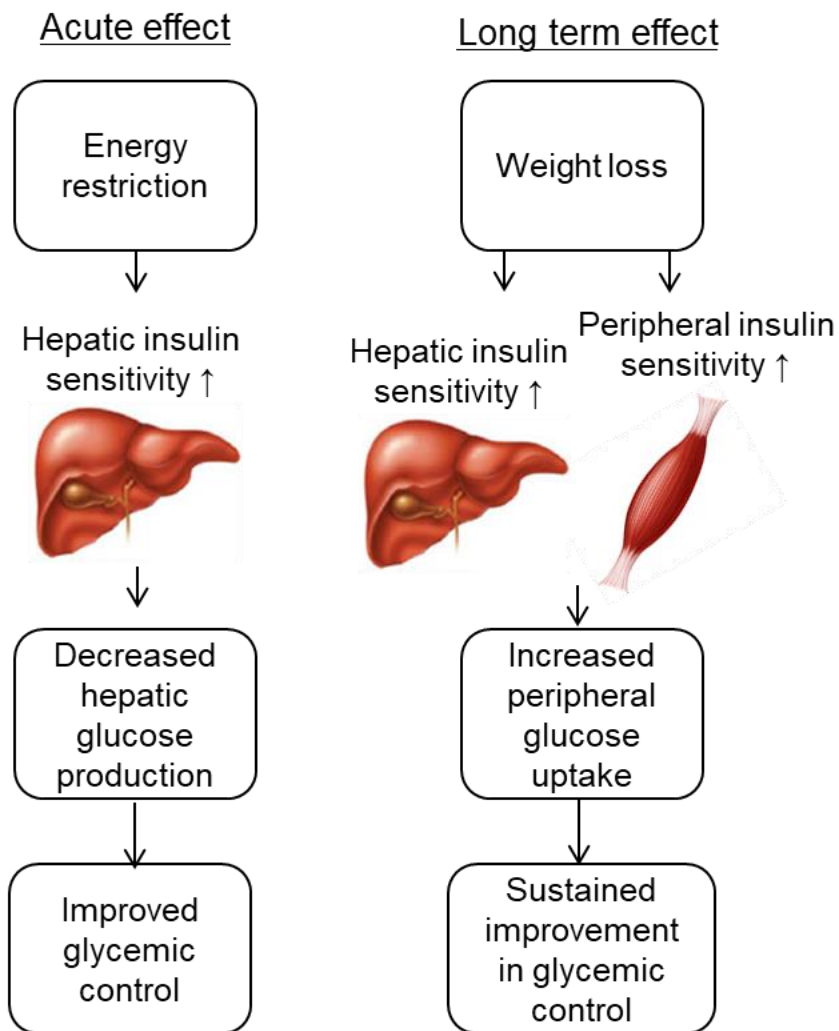 Acute effect
Energy
restriction
Hepatic insulin
sensitivity ↑
Decreased
hepatic
glucose
production
Improved
glycemic
control
Long term effect
Weight loss
Hepatic insulin
sensitivity ↑
Peripheral insulin
sensitivity ↑
Increased
peripheral
glucose
uptake
Sustained
improvement
in glycemic
control